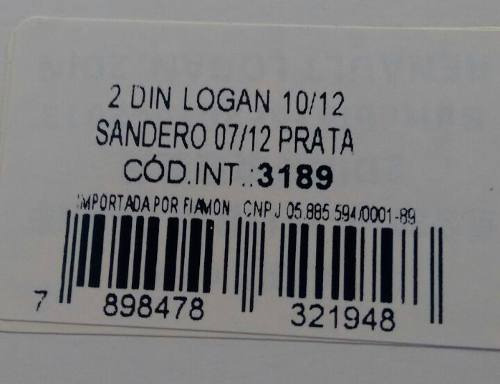 2 DIN LOGAN 10/12
SANDERO 07/12 PRATA
CÓD.INT.:3189
IMPORTADA POR FIAMON CNPJ 05.885.594/0001-89
7 898478 321948